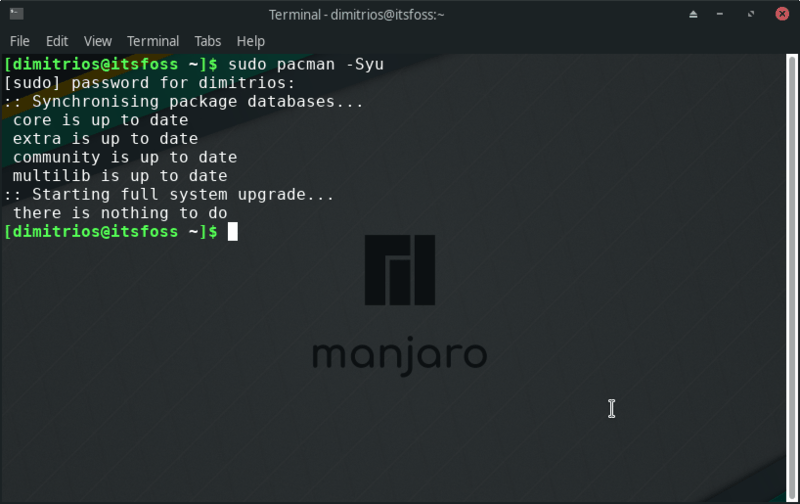 Terminal - dimitrios@itsfoss:~
File Edit View Terminal Tabs Help
[dimitrios@itsfoss ~]$ sudo pacman -Syu
[sudo] password for dimitrios:
:: Synchronising package databases...
 core is up to date
 extra is up to date
 community is up to date
 multilib is up to date
:: Starting full system upgrade...
 there is nothing to do
[dimitrios@itsfoss ~]$
manjaro